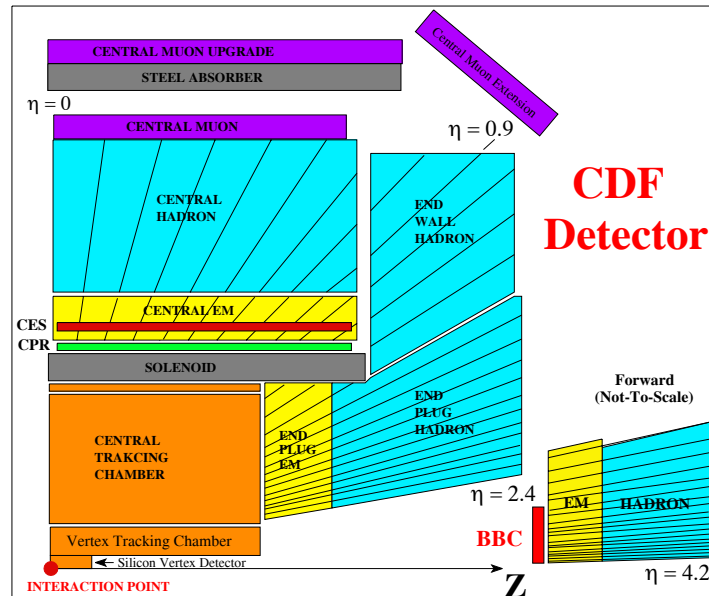 CENTRAL MUON UPGRADE
STEEL ABSORBER
Central Muon Extension
η = 0
CENTRAL MUON
η = 0.9
CENTRAL
HADRON
END
WALL
HADRON
CDF
Detector
CENTRAL EM
CES
CPR
SOLENOID
Forward
(Not-To-Scale)
CENTRAL
TRAKCING
CHAMBER
END
PLUG
EM
END
PLUG
HADRON
η = 2.4
EM
HADRON
BBC
Vertex Tracking Chamber
Silicon Vertex Detector
INTERACTION POINT
Z
η = 4.2